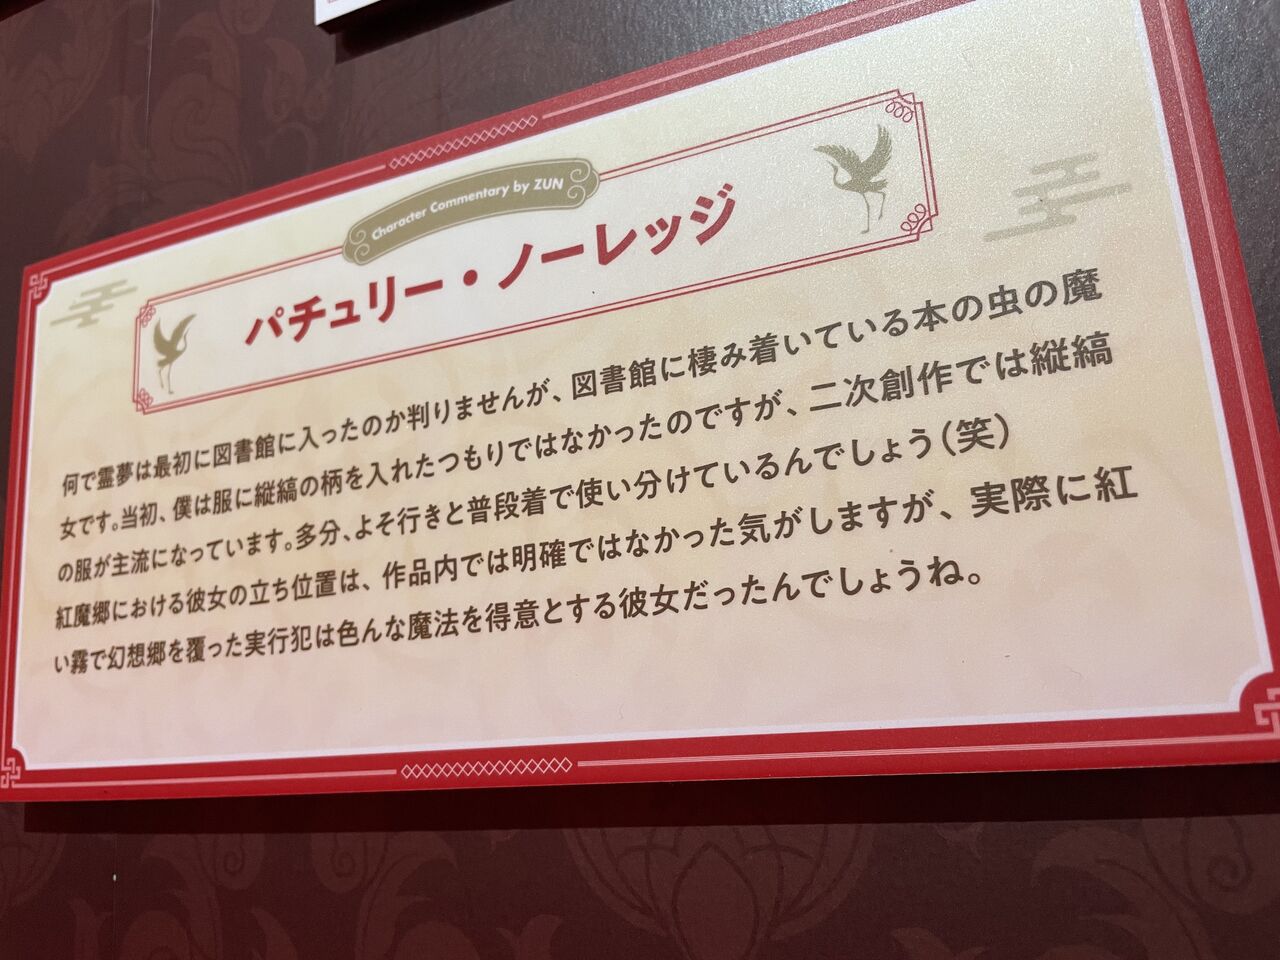 Character Commentary by ZUN
パチュリー・ノーレッジ
何で霊夢は最初に図書館に入ったのか判りませんが、図書館に棲み着いている本の虫の魔
女です。当初、僕は服に縦縞の柄を入れたつもりではなかったのですが、二次創作では縦縞
の服が主流になっています。多分、よそ行きと普段着で使い分けているんでしょう（笑）
紅魔郷における彼女の立ち位置は、作品内では明確ではなかった気がしますが、実際に紅
い霧で幻想郷を覆った実行犯は色んな魔法を得意とする彼女だったんでしょうね。